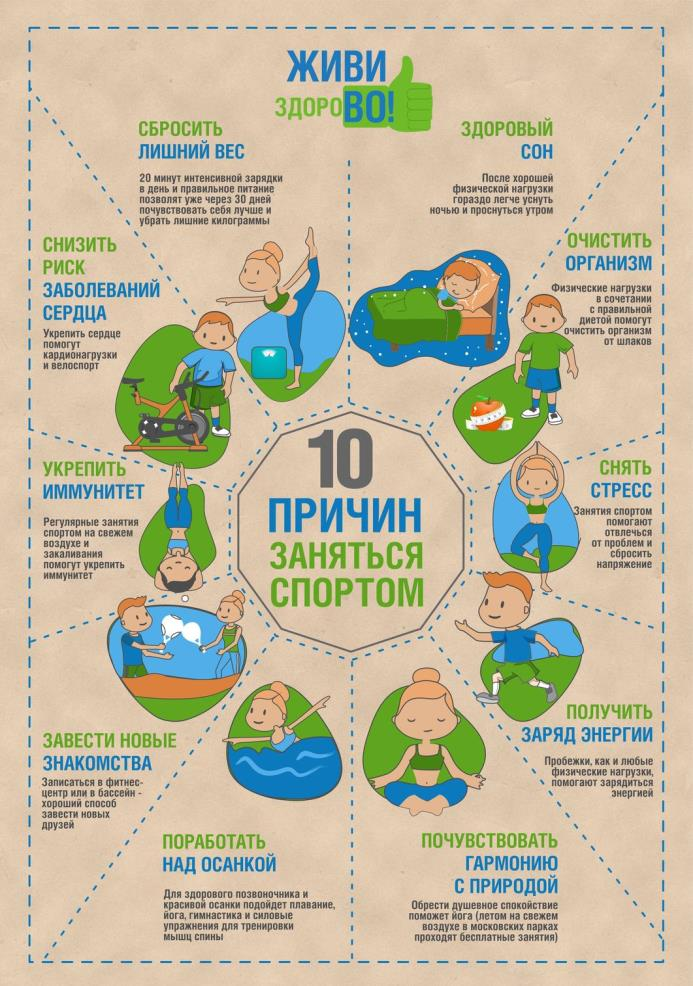 ЖИВИ
ЗДОРОВО!
СБРОСИТЬ
ЛИШНИЙ ВЕС
20 минут интенсивной зарядки
в день и правильное питание
позволят уже через 30 дней
почувствовать себя лучше и
убрать лишние килограммы
ЗДОРОВЫЙ
СОН
После хорошей
физической нагрузки
гораздо легче уснуть
ночью и проснуться утром
СНИЗИТЬ
РИСК
ЗАБОЛЕВАНИЙ
СЕРДЦА
Укрепить сердце
помогут
кардионагрузки
и велоспорт
ОЧИСТИТЬ
ОРГАНИЗМ
Физические нагрузки
в сочетании
с правильной
диетой помогут
очистить организм
от шлаков
10
ПРИЧИН
ЗАНЯТЬСЯ
СПОРТОМ
УКРЕПИТЬ
ИММУНИТЕТ
Регулярные занятия
спортом на свежем
воздухе и
закаливания
помогут укрепить
иммунитет
СНЯТЬ
СТРЕСС
Занятия спортом
помогают
отвлечься
от проблем и
сбросить
напряжение
ЗАВЕСТИ НОВЫЕ
ЗНАКОМСТВА
Записаться в фитнес-
центр или в бассейн -
хороший способ
завести новых
друзей
ПОЛУЧИТЬ
ЗАРЯД ЭНЕРГИИ
Пробежки, как и любые
физические нагрузки,
помогают зарядиться
энергией
ПОРАБОТАТЬ
НАД ОСАНКОЙ
Для здорового позвоночника и
красивой осанки подойдет плавание,
йога, гимнастика и силовые
упражнения для тренировки
мышц спины
ПОЧУВСТВОВАТЬ
ГАРМОНИЮ
С ПРИРОДОЙ
Обрести душевное спокойствие
поможет йога (летом на свежем
воздухе в московских парках
проходят бесплатные занятия)